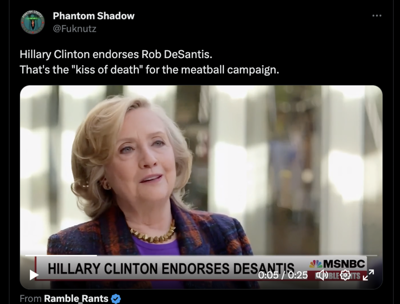 Phantom Shadow
@Fuknutz
Hillary Clinton endorses Rob DeSantis.
That's the "kiss of death" for the meatball campaign.
HILLARY CLINTON ENDORSES DESANTIS
MSNBC
0:05 / 0:25
From Ramble_Rants